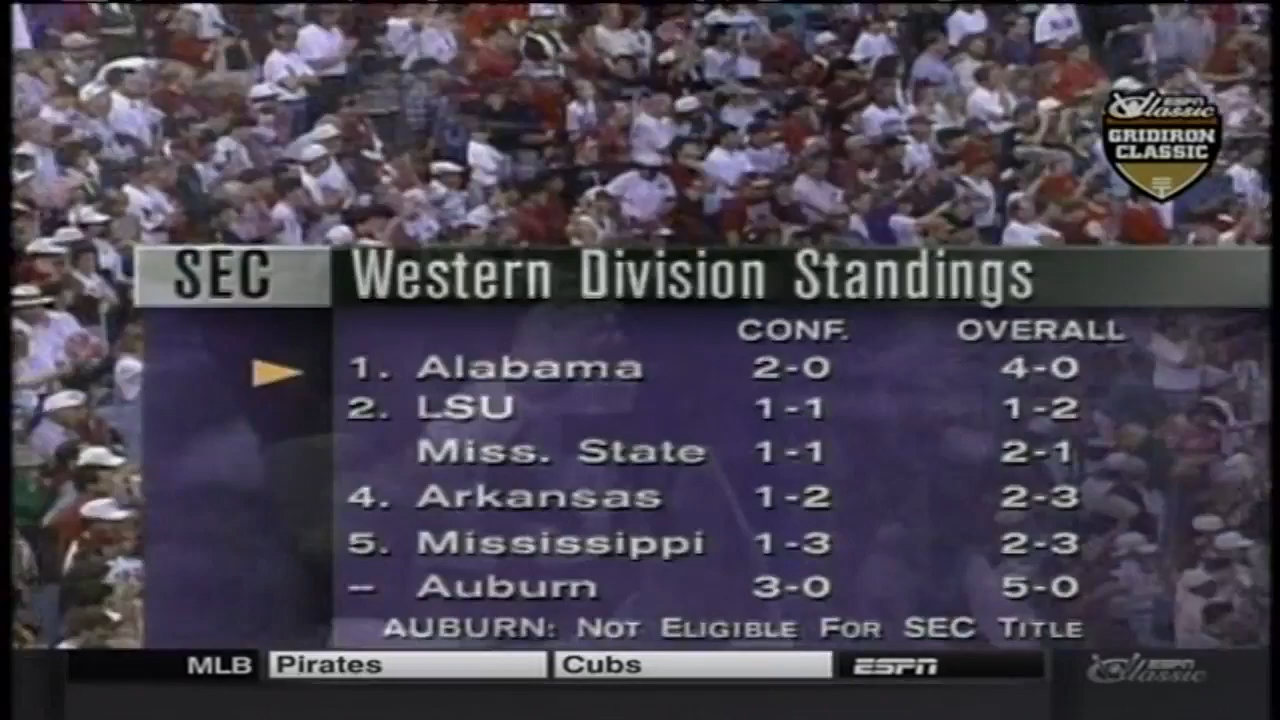 ESPN Classic
GRIDIRON
CLASSIC
SEC Western Division Standings
CONF. OVERALL
1. Alabama 2-0 4-0
2. LSU 1-1 1-2
Miss. State 1-1 2-1
4. Arkansas 1-2 2-3
5. Mississippi 1-3 2-3
– Auburn 3-0 5-0
AUBURN: NOT ELIGIBLE FOR SEC TITLE
MLB Pirates Cubs ESPN
ESPN Classic